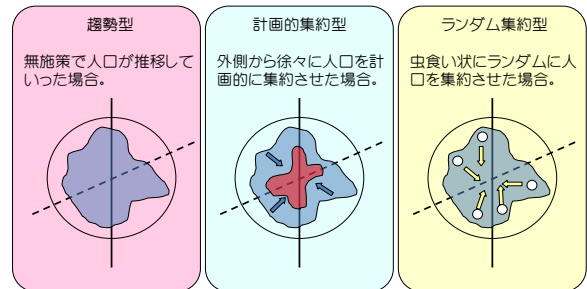 趨勢型
無施策で人口が推移して
いった場合。
計画的集約型
外側から徐々に人口を計
画的に集約させた場合。
ランダム集約型
虫食い状にランダムに人
口を集約させた場合。